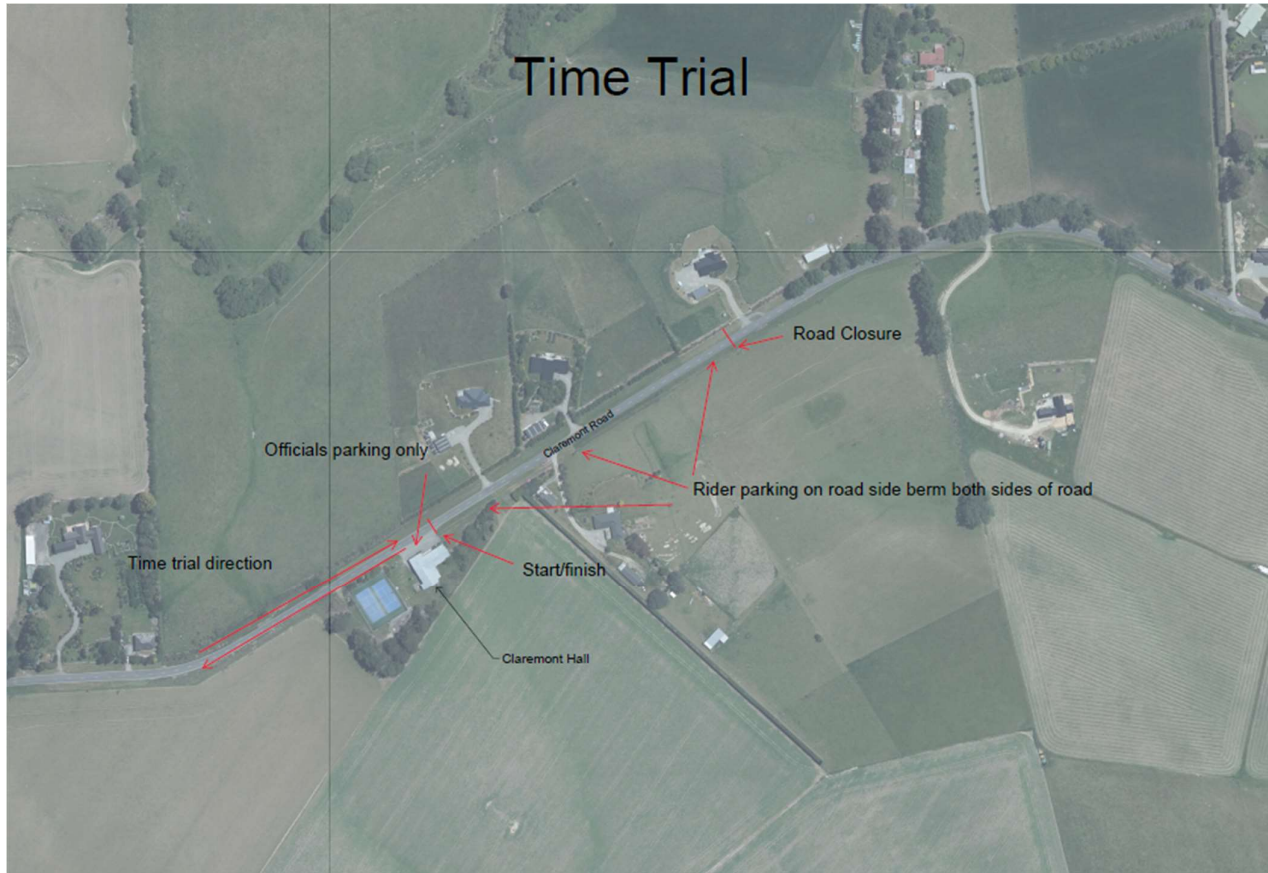 Time Trial
Road Closure
Claremont Road
Officials parking only
Rider parking on road side berm both sides of road
Time trial direction
Start/finish
Claremont Hall